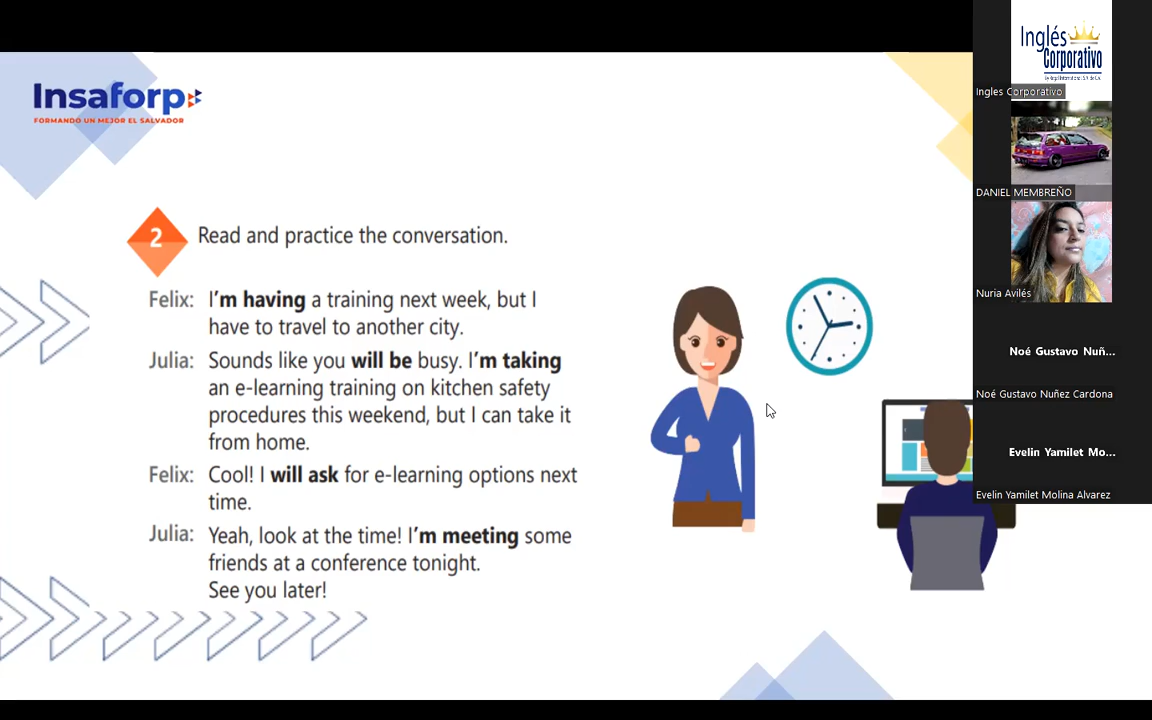 Insaforp
FORMANDO UN MEJOR EL SALVADOR
2
Read and practice the conversation.
Felix: I'm having a training next week, but I
have to travel to another city.
Julia: Sounds like you will be busy. I'm taking
an e-learning training on kitchen safety
procedures this weekend, but I can take it
from home.
Felix: Cool! I will ask for e-learning options next
time.
Julia: Yeah, look at the time! I'm meeting some
friends at a conference tonight.
See you later!
Inglés
Corporativo
Ingles Corporativo
DANIEL MEMBREÑO
Nuria Avilés
Noé Gustavo Nuñ...
Noé Gustavo Nuñez Cardona
Evelin Yamilet Mo...
Evelin Yamilet Molina Alvarez